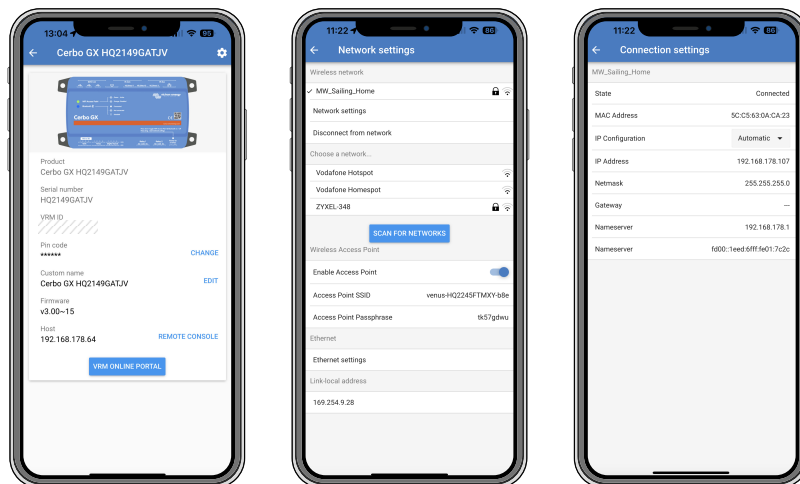 13:04
95
Cerbo GX HQ2149GATJV
Cerbo GX
Product
Cerbo GX HQ2149GATJV
Serial number
HQ2149GATJV
VRM ID
Pin code
****** CHANGE
Custom name
Cerbo GX HQ2149GATJV EDIT
Firmware
v3.00~15
Host
192.168.178.64 REMOTE CONSOLE
VRM ONLINE PORTAL
11:22
86
Network settings
Wireless network
MW_Sailing_Home
Network settings
Disconnect from network
Choose a network...
Vodafone Hotspot
Vodafone Homespot
ZYXEL-348
SCAN FOR NETWORKS
Wireless Access Point
Enable Access Point
Access Point SSID venus-HQ2245FTMXY-b8e
Access Point Passphrase tk57gdwu
Ethernet
Ethernet settings
Link-local address
169.254.9.28
11:22
86
Connection settings
MW_Sailing_Home
State Connected
MAC Address 5C:C5:63:0A:CA:23
IP Configuration Automatic
IP Address 192.168.178.107
Netmask 255.255.255.0
Gateway —
Nameserver 192.168.178.1
Nameserver fd00::1eed:6fff:fe01:7c2c